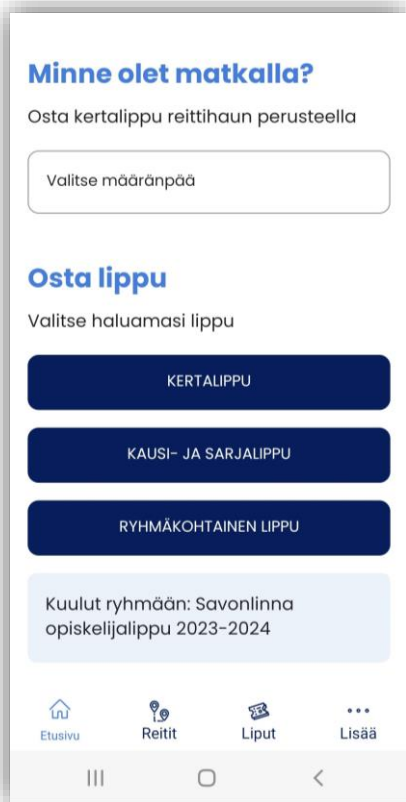 Minne olet matkalla?
Osta kertalippu reittihaun perusteella
Valitse määränpää
Osta lippu
Valitse haluamasi lippu
KERTALIPPU
KAUSI- JA SARJALIPPU
RYHMÄKOHTAINEN LIPPU
Kuulut ryhmään: Savonlinna
opiskelijalippu 2023-2024
Etusivu Reitit Liput Lisää